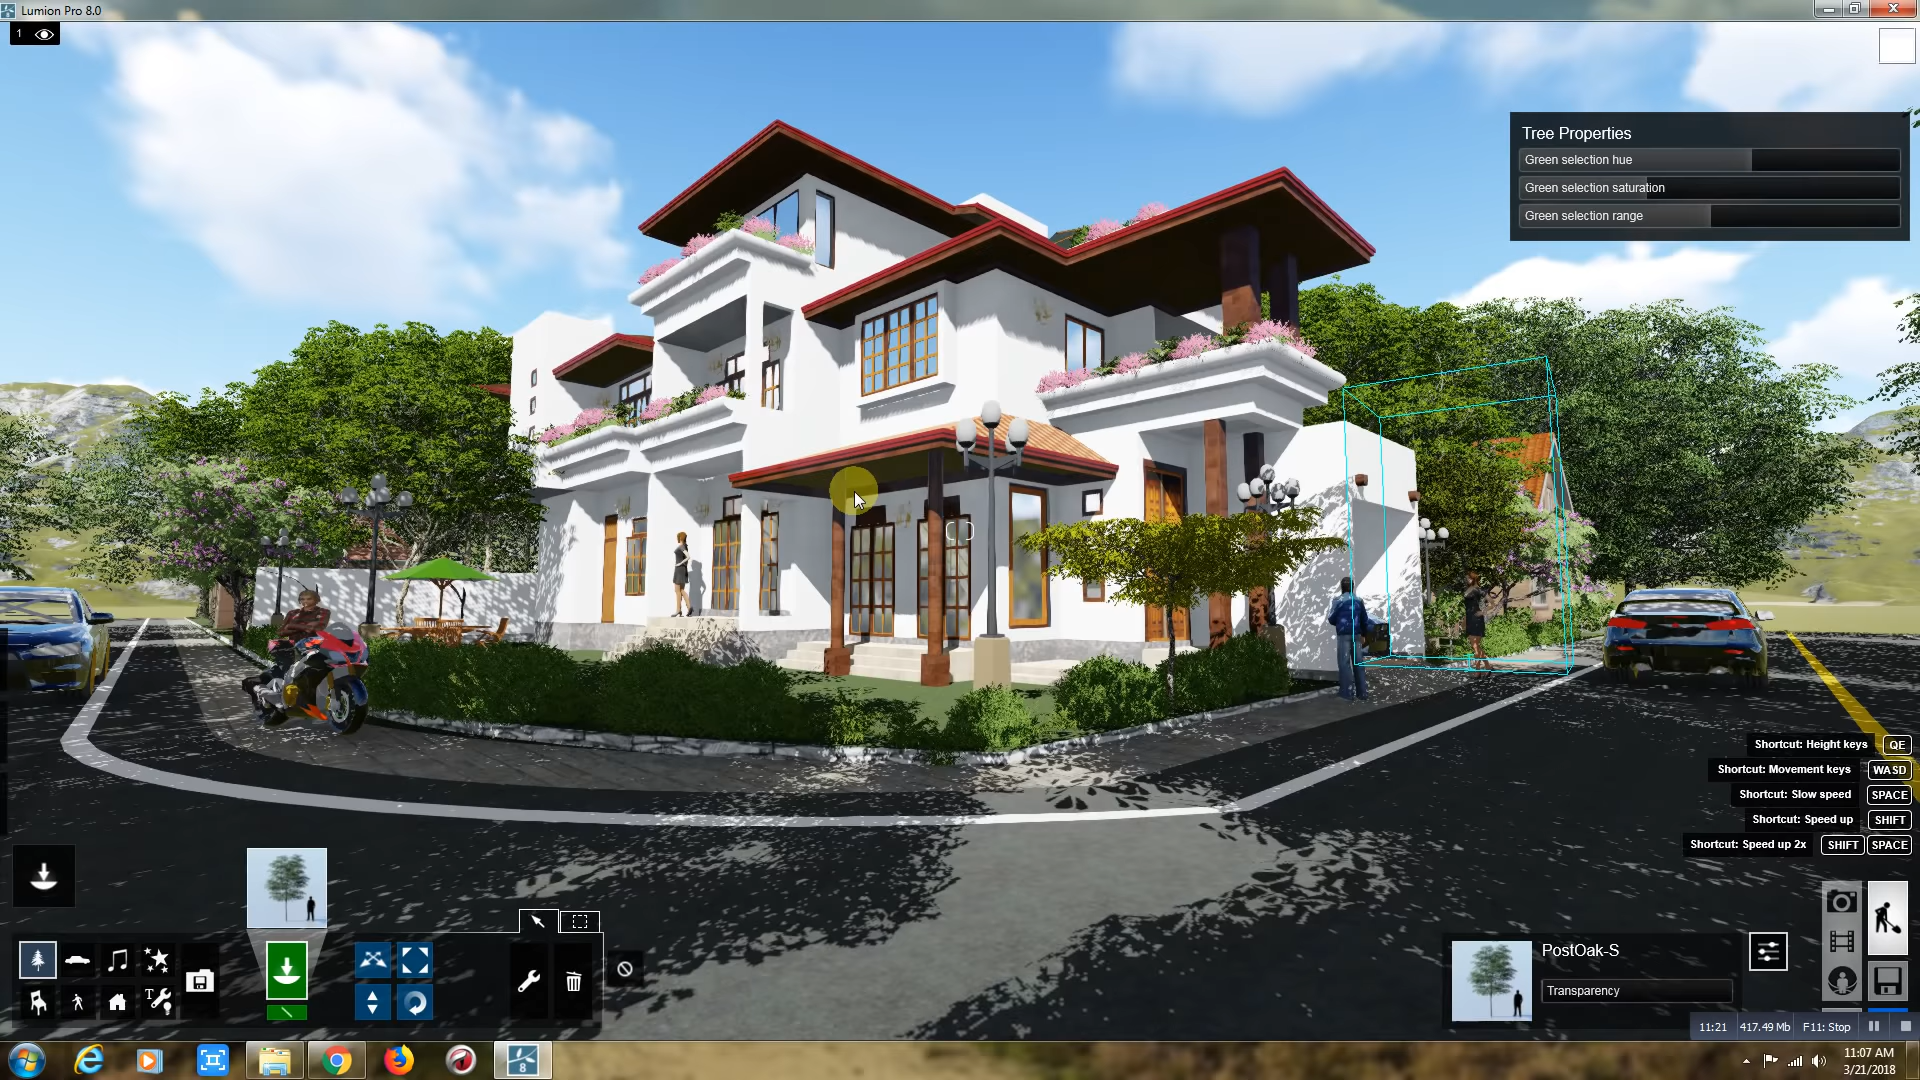 Lumion Pro 8.0
1
Tree Properties
Green selection hue
Green selection saturation
Green selection range
Shortcut: Height keys QE
Shortcut: Movement keys WASD
Shortcut: Slow speed SPACE
Shortcut: Speed up SHIFT
Shortcut: Speed up 2x SHIFT SPACE
PostOak-S
Transparency
T
11:21 417.49 Mb F11: Stop
8
11:07 AM
3/21/2018